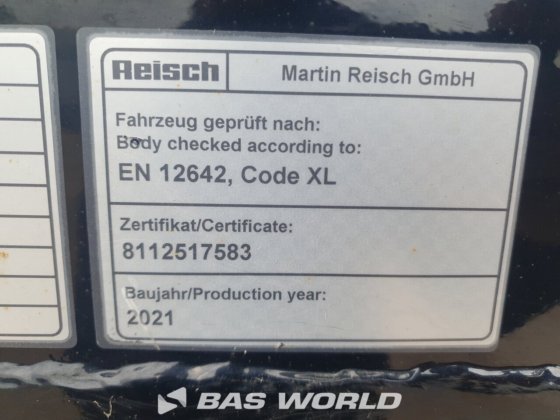 Reisch
Martin Reisch GmbH
Fahrzeug geprüft nach:
Body checked according to:
EN 12642, Code XL
Zertifikat/Certificate:
8112517583
Baujahr/Production year:
2021
BAS WORLD